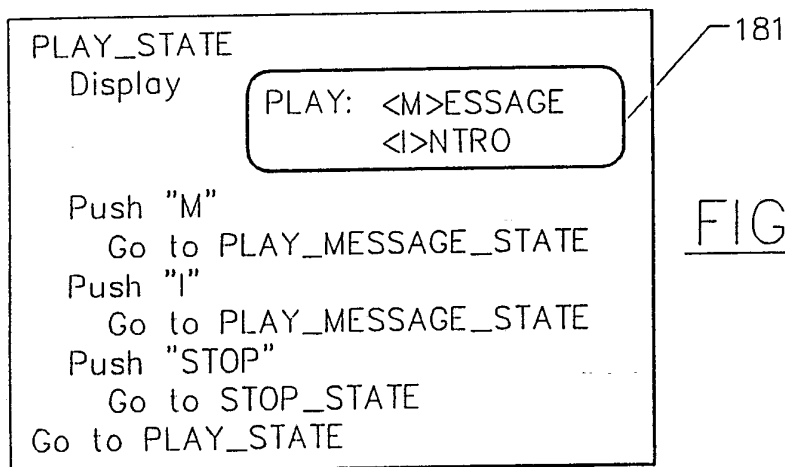 PLAY_STATE
Display
PLAY: <M>ESSAGE
<I>NTRO
181
Push "M"
Go to PLAY_MESSAGE_STATE
Push "I"
Go to PLAY_MESSAGE_STATE
Push "STOP"
Go to STOP_STATE
Go to PLAY_STATE
FIG